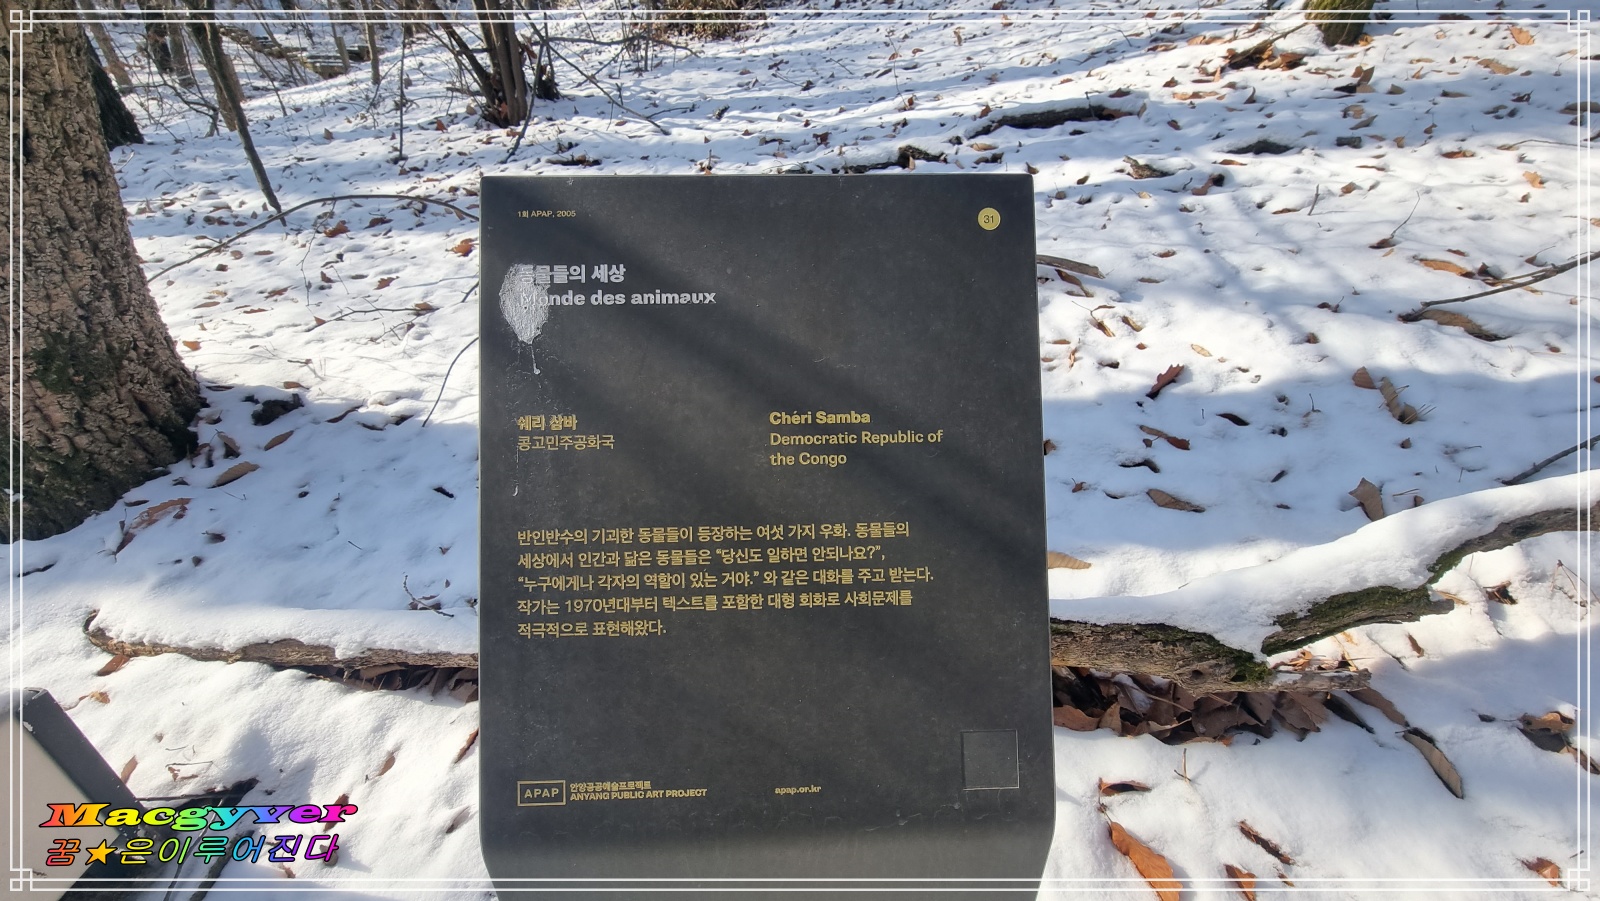 1회 APAP, 2005
31
동물들의 세상
Monde des animaux
쉐리 삼바
콩고민주공화국
Chéri Samba
Democratic Republic of
the Congo
반인반수의 기괴한 동물들이 등장하는 여섯 가지 우화. 동물들의
세상에서 인간과 닮은 동물들은 “당신도 일하면 안되나요?”,
“누구에게나 각자의 역할이 있는 거야.” 와 같은 대화를 주고 받는다.
작가는 1970년대부터 텍스트를 포함한 대형 회화로 사회문제를
적극적으로 표현해왔다.
APAP
안양공공예술프로젝트
ANYANG PUBLIC ART PROJECT
apap.or.kr
Macgyver
꿈★은이루어진다